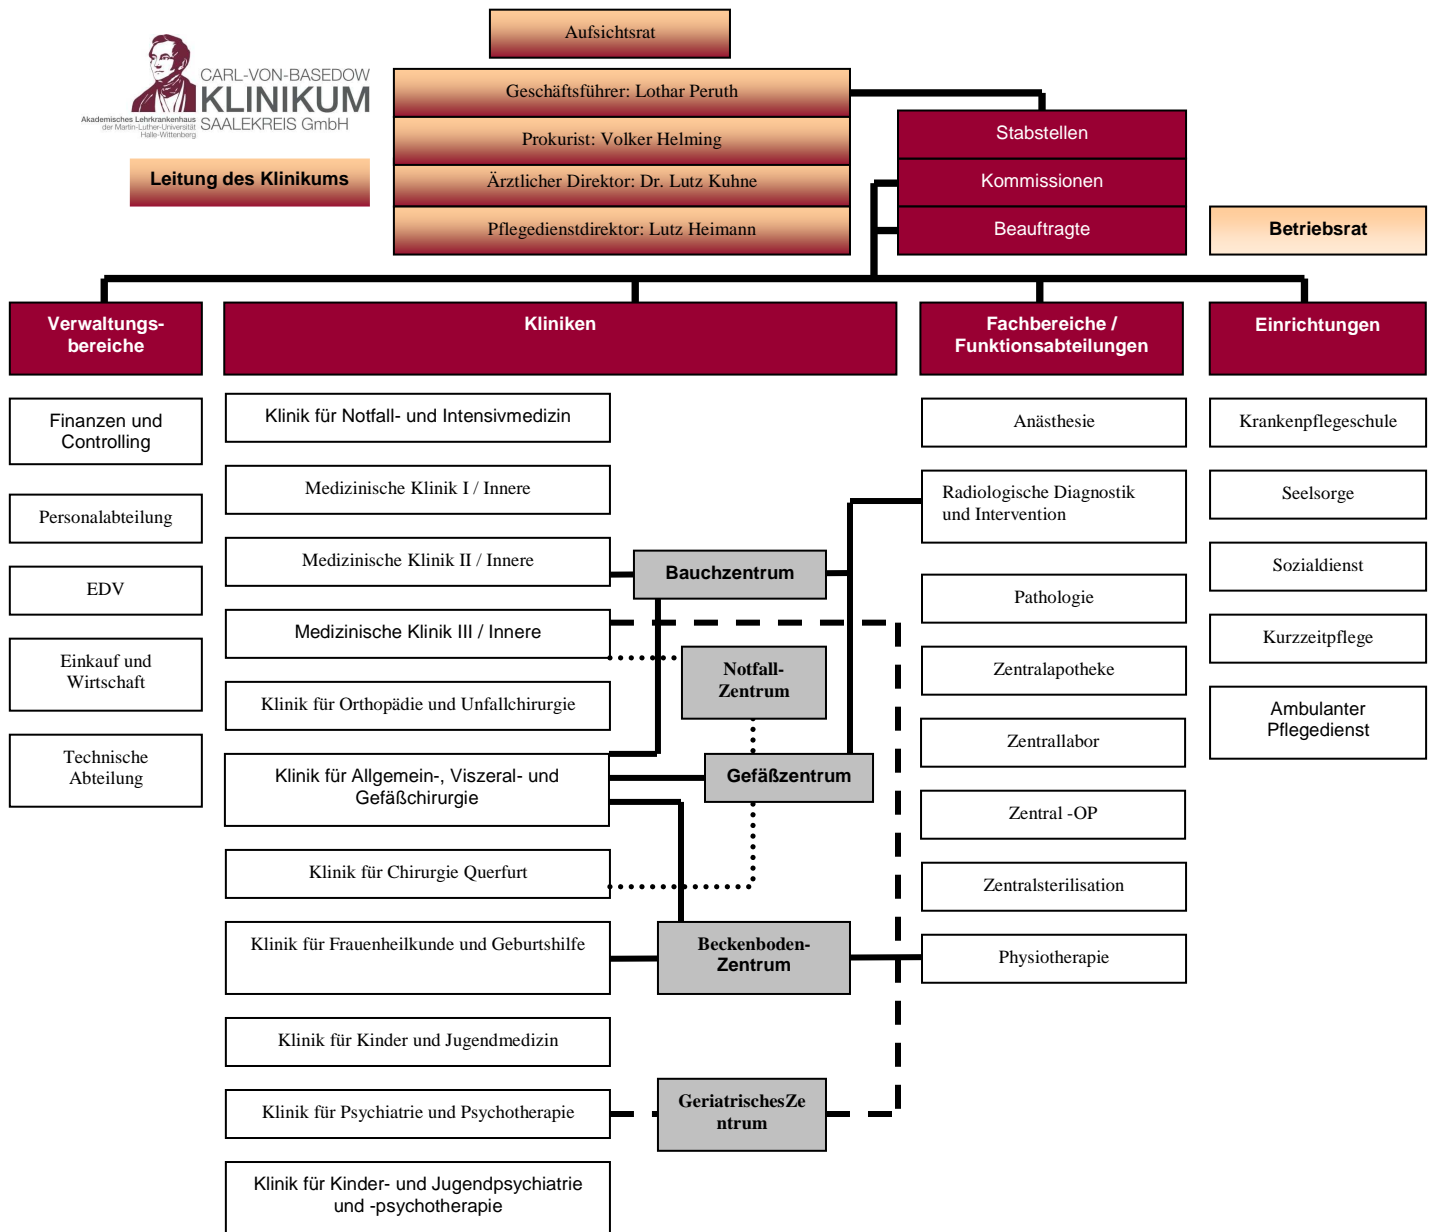 Aufsichtsrat
CARL-VON-BASEDOW
KLINIKUM
SAALEKREIS GmbH
Akademisches Lehrkrankenhaus
der Martin-Luther-Universität
Halle-Wittenberg
Leitung des Klinikums
Geschäftsführer: Lothar Peruth
Prokurist: Volker Helming
Ärztlicher Direktor: Dr. Lutz Kuhne
Pflegedienstdirektor: Lutz Heimann
Stabstellen
Kommissionen
Beauftragte
Betriebsrat
Verwaltungs-
bereiche
Finanzen und
Controlling
Personalabteilung
EDV
Einkauf und
Wirtschaft
Technische
Abteilung
Kliniken
Klinik für Notfall- und Intensivmedizin
Medizinische Klinik I / Innere
Medizinische Klinik II / Innere
Medizinische Klinik III / Innere
Klinik für Orthopädie und Unfallchirurgie
Klinik für Allgemein-, Viszeral- und
Gefäßchirurgie
Klinik für Chirurgie Querfurt
Klinik für Frauenheilkunde und Geburtshilfe
Klinik für Kinder und Jugendmedizin
Klinik für Psychiatrie und Psychotherapie
Klinik für Kinder- und Jugendpsychiatrie
und -psychotherapie
Bauchzentrum
Notfall-
Zentrum
Gefäßzentrum
Beckenboden-
Zentrum
GeriatrischesZe
ntrum
Fachbereiche /
Funktionsabteilungen
Anästhesie
Radiologische Diagnostik
und Intervention
Pathologie
Zentralapotheke
Zentrallabor
Zentral -OP
Zentralsterilisation
Physiotherapie
Einrichtungen
Krankenpflegeschule
Seelsorge
Sozialdienst
Kurzzeitpflege
Ambulanter
Pflegedienst